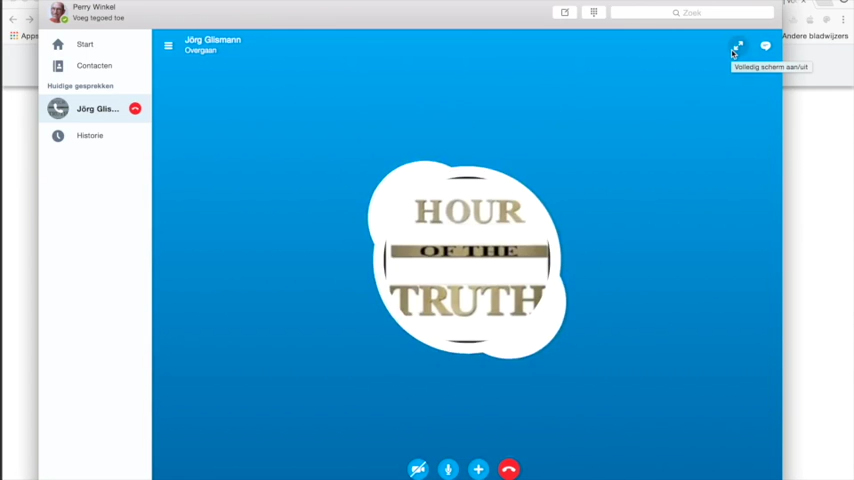 Perry Winkel
Voeg tegoed toe
Zoek
Apps
Andere bladwijzers
Start
Contacten
Huidige gesprekken
Jörg Glis...
Historie
Jörg Glismann
Overgaan
Volledig scherm aan/uit
HOUR
OF THE
TRUTH